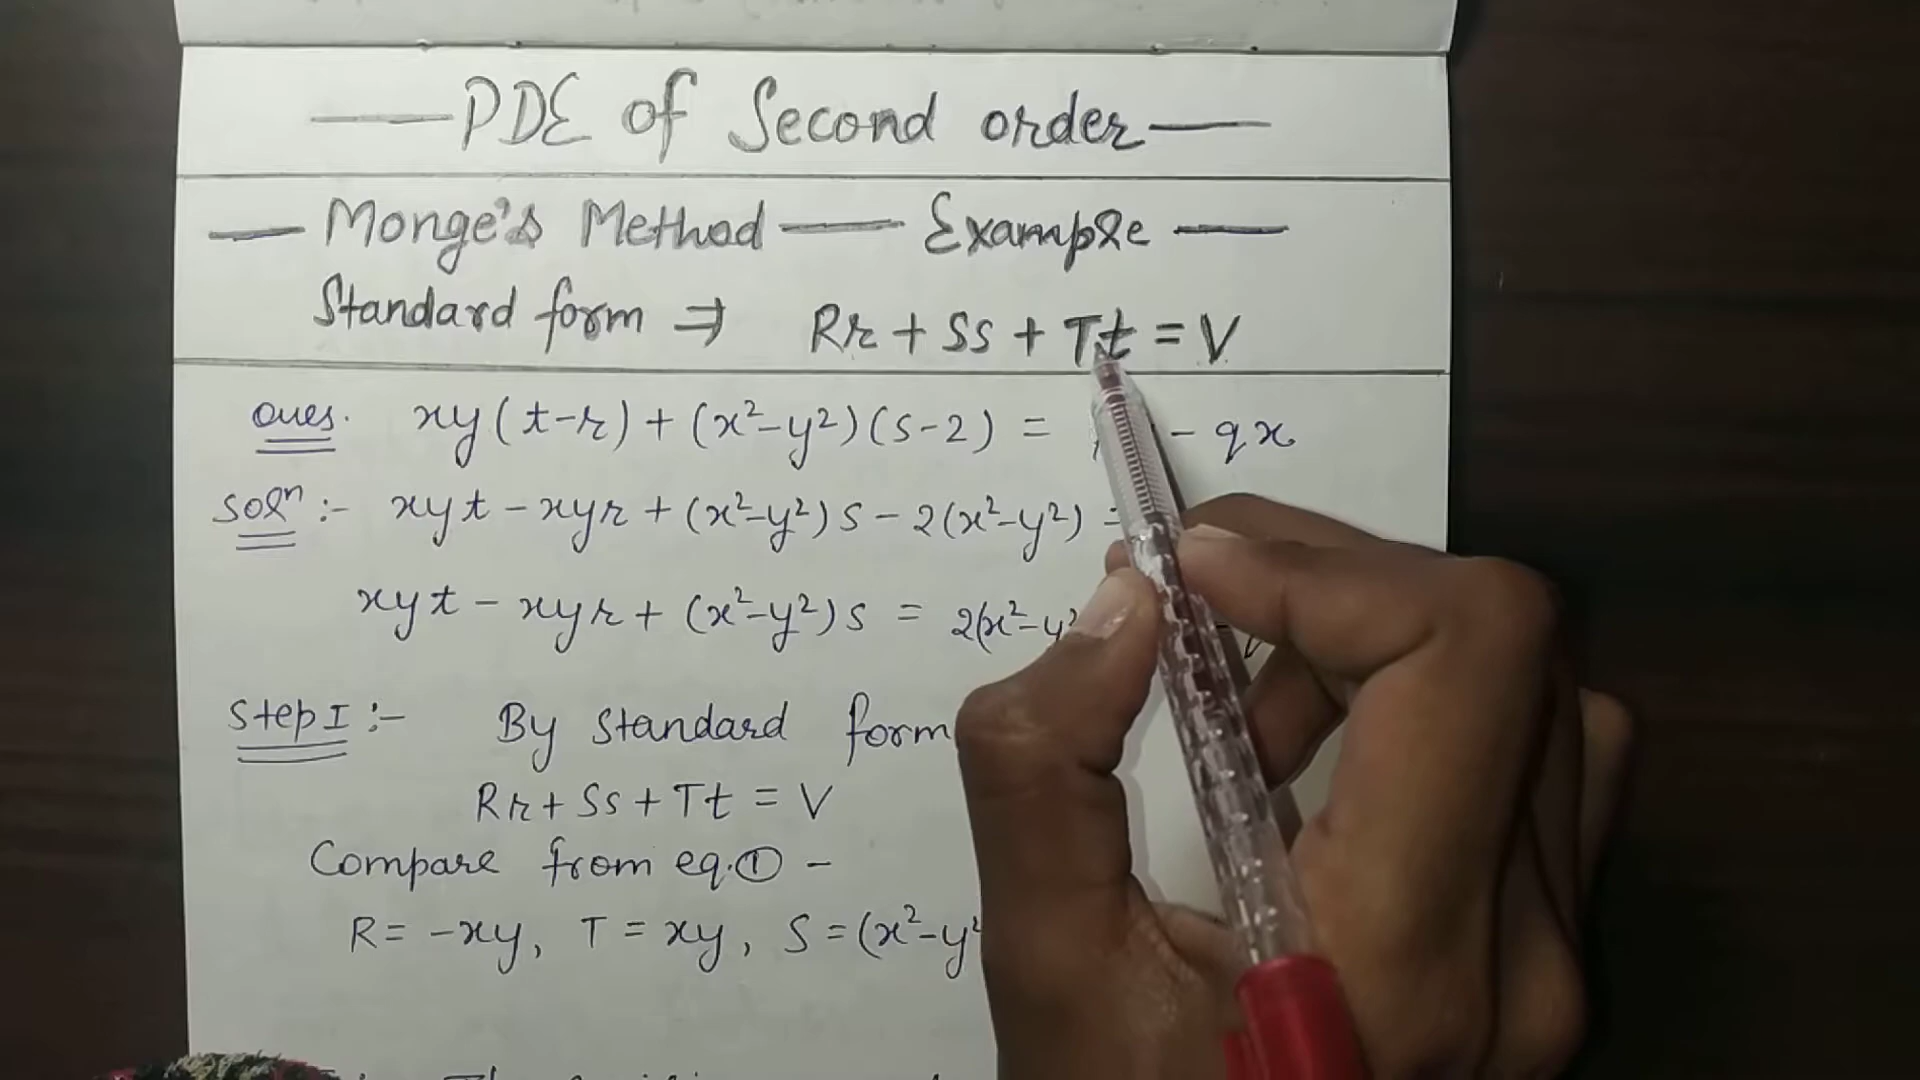 — PDE of Second order —
— Monge's Method — Example —
Standard form ⇒ Rr + Ss + Tt = V
Ques. xy(t-r) + (x²-y²)(s-2) = - qx
Solⁿ :- xyt - xyr + (x²-y²)s - 2(x²-y²) =
xyt - xyr + (x²-y²)s = 2(x²-y²
Step I :- By standard form
Rr + Ss + Tt = V
Compare from eq.① -
R = -xy, T = xy, S = (x²-y²